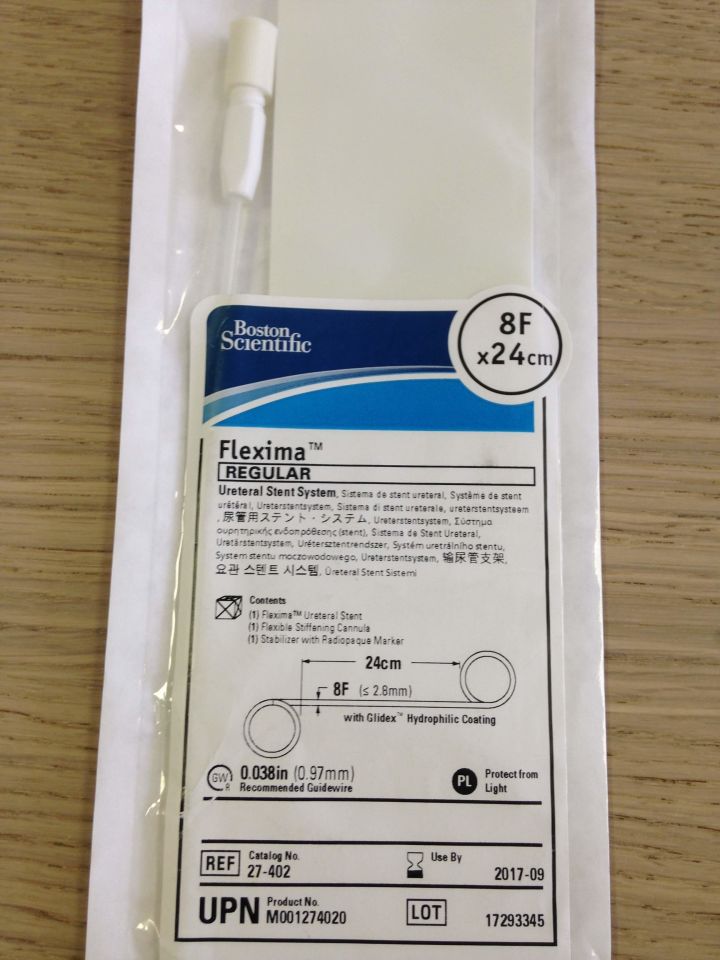 Boston
Scientific
8F
x24cm
Flexima™
REGULAR
Ureteral Stent System, Sistema de stent ureteral, Système de stent
urétéral, Ureterstentsystem, Sistema di stent ureterale, ureterstentsysteem
, 尿管用ステント・システム, Ureterstentsystem, Σύστημα
ουρητηρικής ενδοπρόθεσης (stent), Sistema de Stent Ureteral,
Uretärstentsystem, Uréterszentrendszer, Systém uretrálního stentu,
System stentu moczowodowego, Ureterstentsystem, 输尿管支架,
요관 스텐트 시스템, Üreteral Stent Sistemi
Contents
(1) Flexima™ Ureteral Stent
(1) Flexible Stiffening Cannula
(1) Stabilizer with Radiopaque Marker
24cm
8F (≤ 2.8mm)
with Glidex™ Hydrophilic Coating
GW
R
0.038in (0.97mm)
Recommended Guidewire
PL
Protect from
Light
REF Catalog No.
27-402
Use By
2017-09
UPN Product No.
M001274020
LOT
17293345